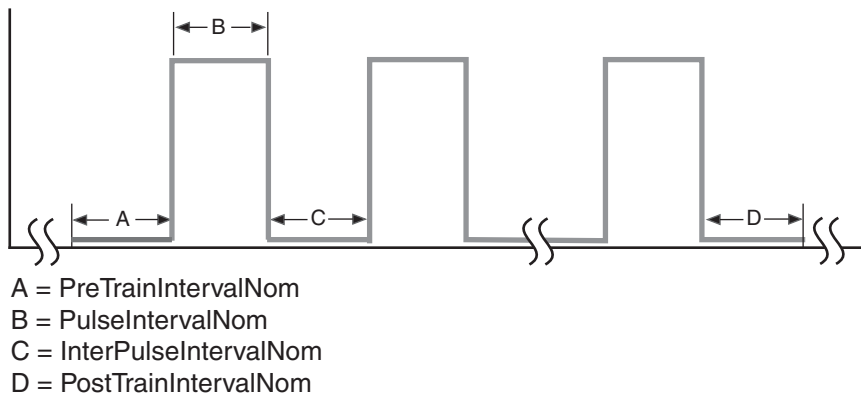 B
A
C
D
A = PreTrainIntervalNom
B = PulseIntervalNom
C = InterPulseIntervalNom
D = PostTrainIntervalNom